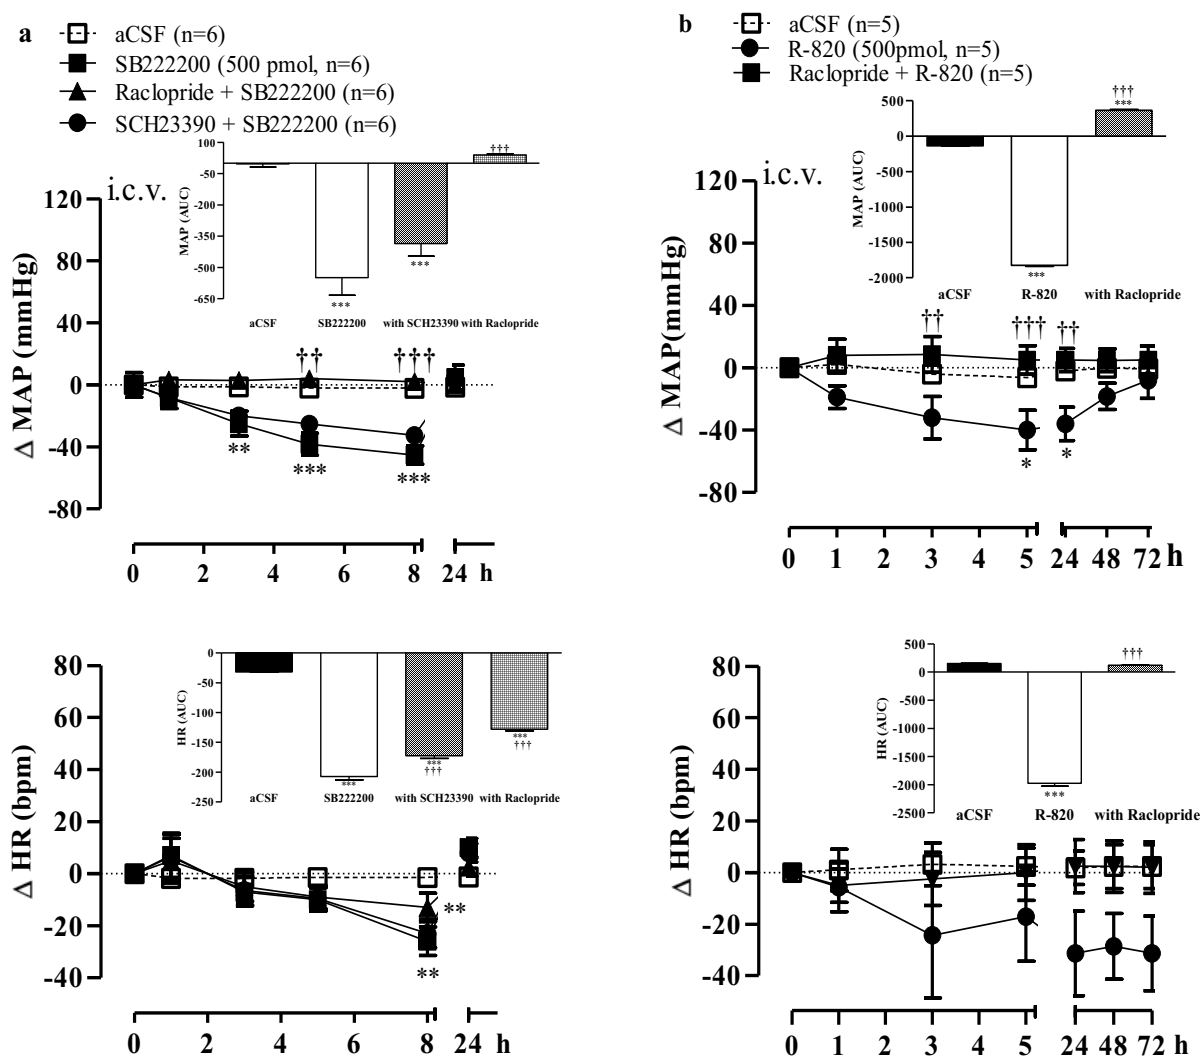 a
aCSF (n=6)
SB222200 (500 pmol, n=6)
Raclopride + SB222200 (n=6)
SCH23390 + SB222200 (n=6)
i.c.v.
Δ MAP (mmHg)
120
80
40
0
-40
-80
** *** ***
†† †††
0 2 4 6 8 24 h
MAP (AUC)
100
-50
-200
-350
-500
-650
*** *** †††
aCSF SB222200 with SCH23390 with Raclopride
b
aCSF (n=5)
R-820 (500pmol, n=5)
Raclopride + R-820 (n=5)
i.c.v.
Δ MAP(mmHg)
120
80
40
0
-40
-80
†† ††† ††
* *
0 1 2 3 4 5 24 48 72 h
MAP (AUC)
500
0
-500
-1000
-1500
-2000
†††
***
***
aCSF R-820 with Raclopride
Δ HR (bpm)
80
60
40
20
0
-20
-40
**
**
0 2 4 6 8 24 h
HR (AUC)
0
-50
-100
-150
-200
-250
***
***
†††
***
†††
aCSF SB222200 with SCH23390 with Raclopride
Δ HR (bpm)
80
60
40
20
0
-20
-40
0 1 2 3 4 5 24 48 72 h
HR (AUC)
500
0
-500
-1000
-1500
-2000
-2500
†††
***
aCSF R-820 with Raclopride